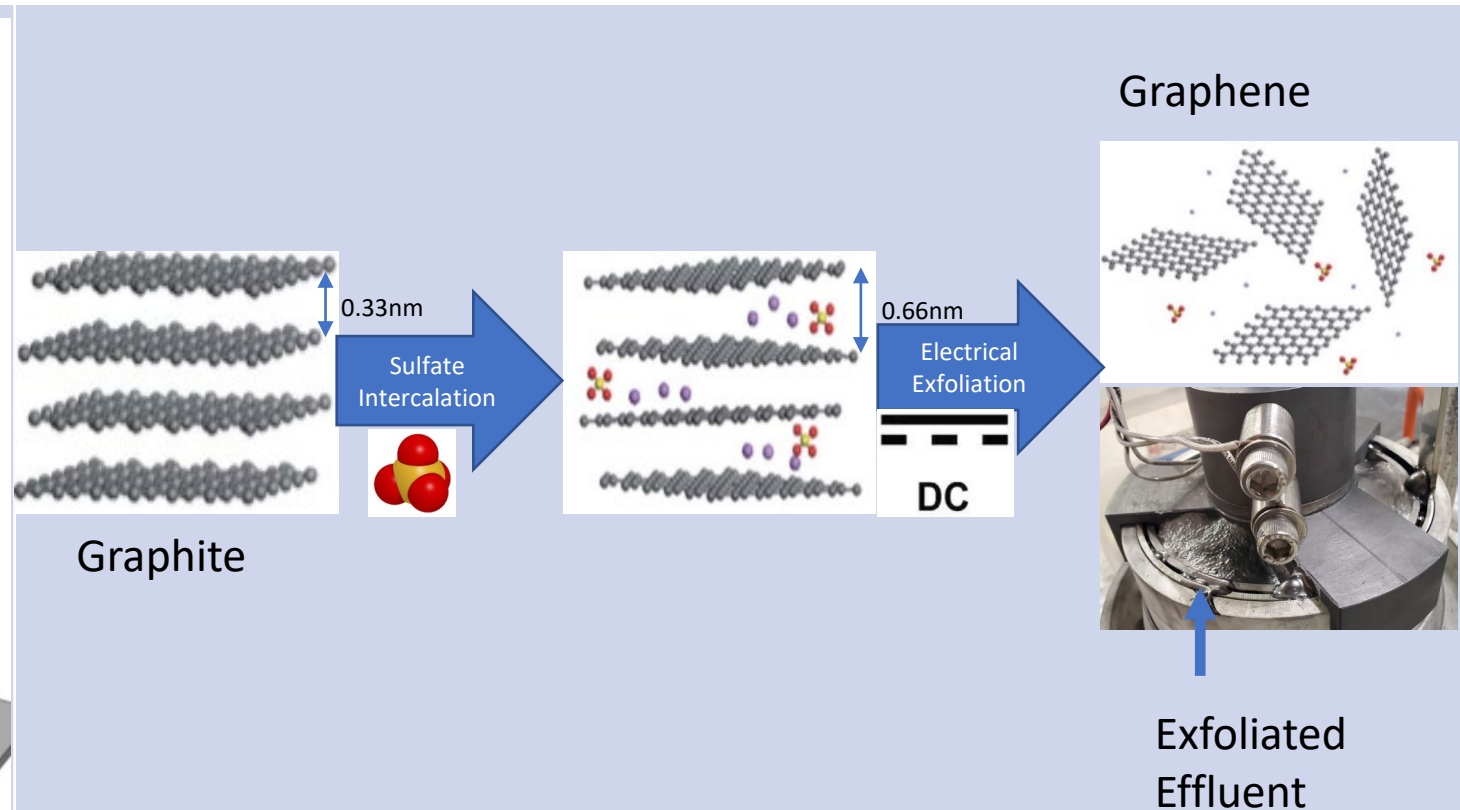 Graphene
0.33nm
0.66nm
Sulfate
Intercalation
Electrical
Exfoliation
DC
Graphite
Exfoliated
Effluent